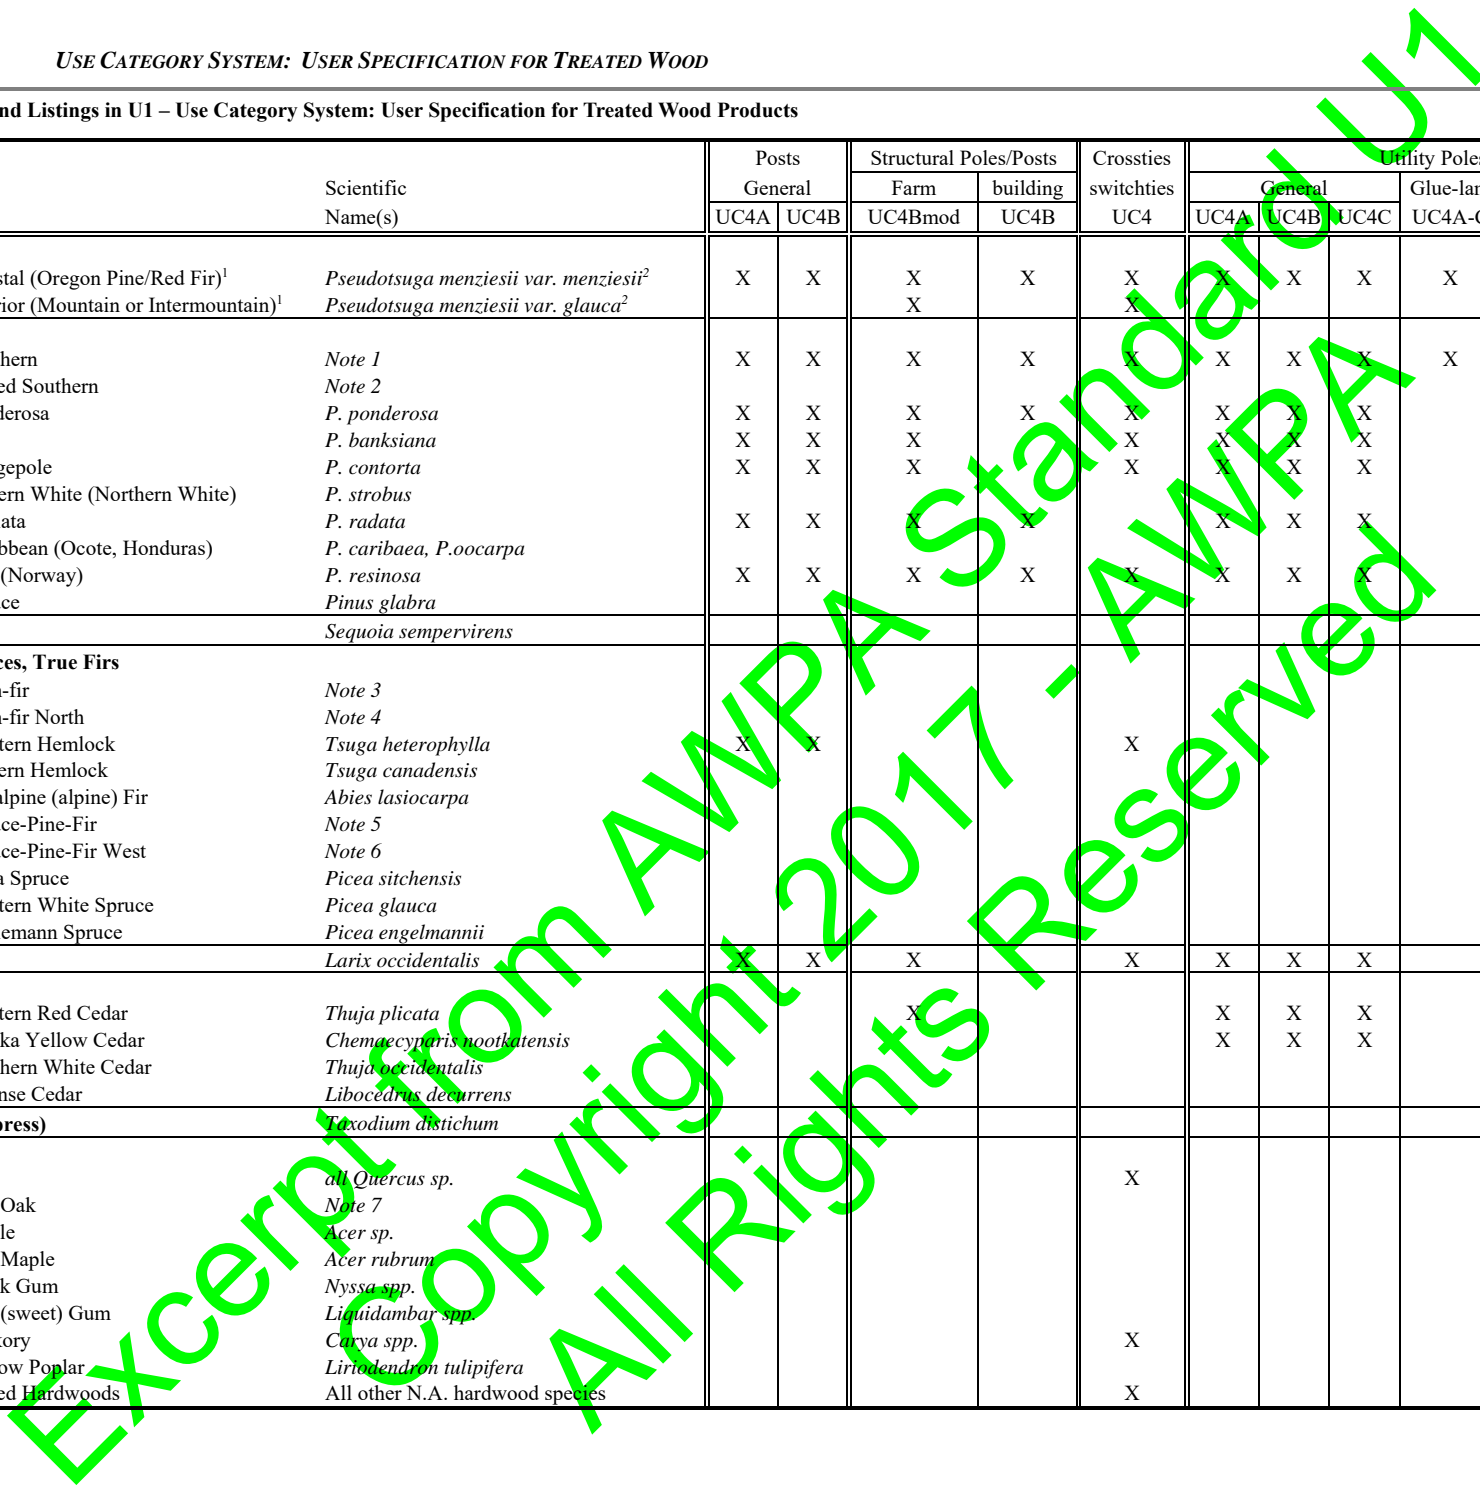 USE CATEGORY SYSTEM: USER SPECIFICATION FOR TREATED WOOD
nd Listings in U1 – Use Category System: User Specification for Treated Wood Products
Posts Structural Poles/Posts Crossties Utility Poles
Scientific General Farm building switchties General Glue-lam
Name(s) UC4A UC4B UC4Bmod UC4B UC4 UC4A UC4B UC4C UC4A-C
stal (Oregon Pine/Red Fir)1 Pseudotsuga menziesii var. menziesii2 X X X X X X X X X
rior (Mountain or Intermountain)1 Pseudotsuga menziesii var. glauca2 X X
hern Note 1 X X X X X X X X X
ed Southern Note 2
derosa P. ponderosa X X X X X X X X
P. banksiana X X X X X X X
gepole P. contorta X X X X X X X
ern White (Northern White) P. strobus
iata P. radata X X X X X X X
bbean (Ocote, Honduras) P. caribaea, P.oocarpa
(Norway) P. resinosa X X X X X X X X
uce Pinus glabra
Sequoia sempervirens
ces, True Firs
-fir Note 3
-fir North Note 4
tern Hemlock Tsuga heterophylla X X X
ern Hemlock Tsuga canadensis
alpine (alpine) Fir Abies lasiocarpa
uce-Pine-Fir Note 5
uce-Pine-Fir West Note 6
a Spruce Picea sitchensis
tern White Spruce Picea glauca
lemann Spruce Picea engelmannii
Larix occidentalis X X X X X X X
tern Red Cedar Thuja plicata X X X X
ka Yellow Cedar Chemaecyparis nootkatensis X X X
hern White Cedar Thuja occidentalis
nse Cedar Libocedrus decurrens
press) Taxodium distichum
all Quercus sp. X
Oak Note 7
le Acer sp.
Maple Acer rubrum
k Gum Nyssa spp.
(sweet) Gum Liquidambar spp.
kory Carya spp. X
ow Poplar Liriodendron tulipifera
ed Hardwoods All other N.A. hardwood species X
Excerpt from AWPA Standard U1
Copyright 2017 - AWPA
All Rights Reserved